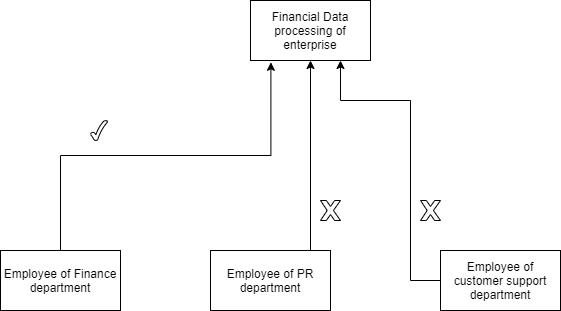 Financial Data
processing of
enterprise
Employee of Finance
department
Employee of PR
department
Employee of
customer support
department